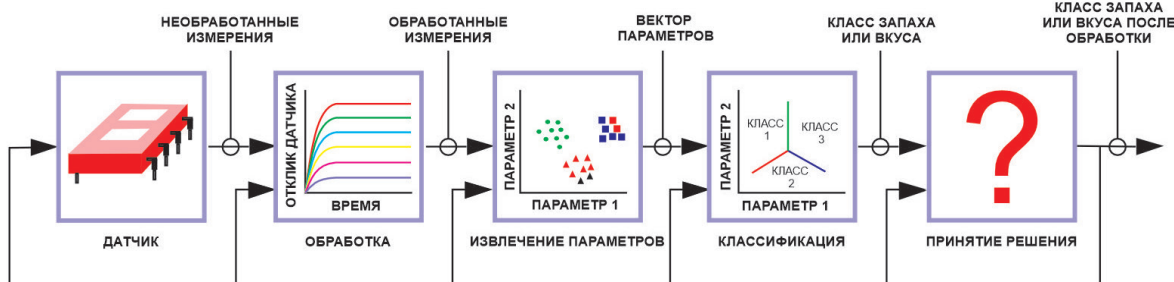 НЕОБРАБОТАННЫЕ
ИЗМЕРЕНИЯ
ОБРАБОТАННЫЕ
ИЗМЕРЕНИЯ
ВЕКТОР
ПАРАМЕТРОВ
КЛАСС ЗАПАХА
ИЛИ ВКУСА
КЛАСС ЗАПАХА
ИЛИ ВКУСА ПОСЛЕ
ОБРАБОТКИ
ОТКЛИК ДАТЧИКА
ВРЕМЯ
ПАРАМЕТР 2
ПАРАМЕТР 1
ПАРАМЕТР 2
КЛАСС
1
КЛАСС
3
КЛАСС
2
ПАРАМЕТР 1
?
ДАТЧИК
ОБРАБОТКА
ИЗВЛЕЧЕНИЕ ПАРАМЕТРОВ
КЛАССИФИКАЦИЯ
ПРИНЯТИЕ РЕШЕНИЯ